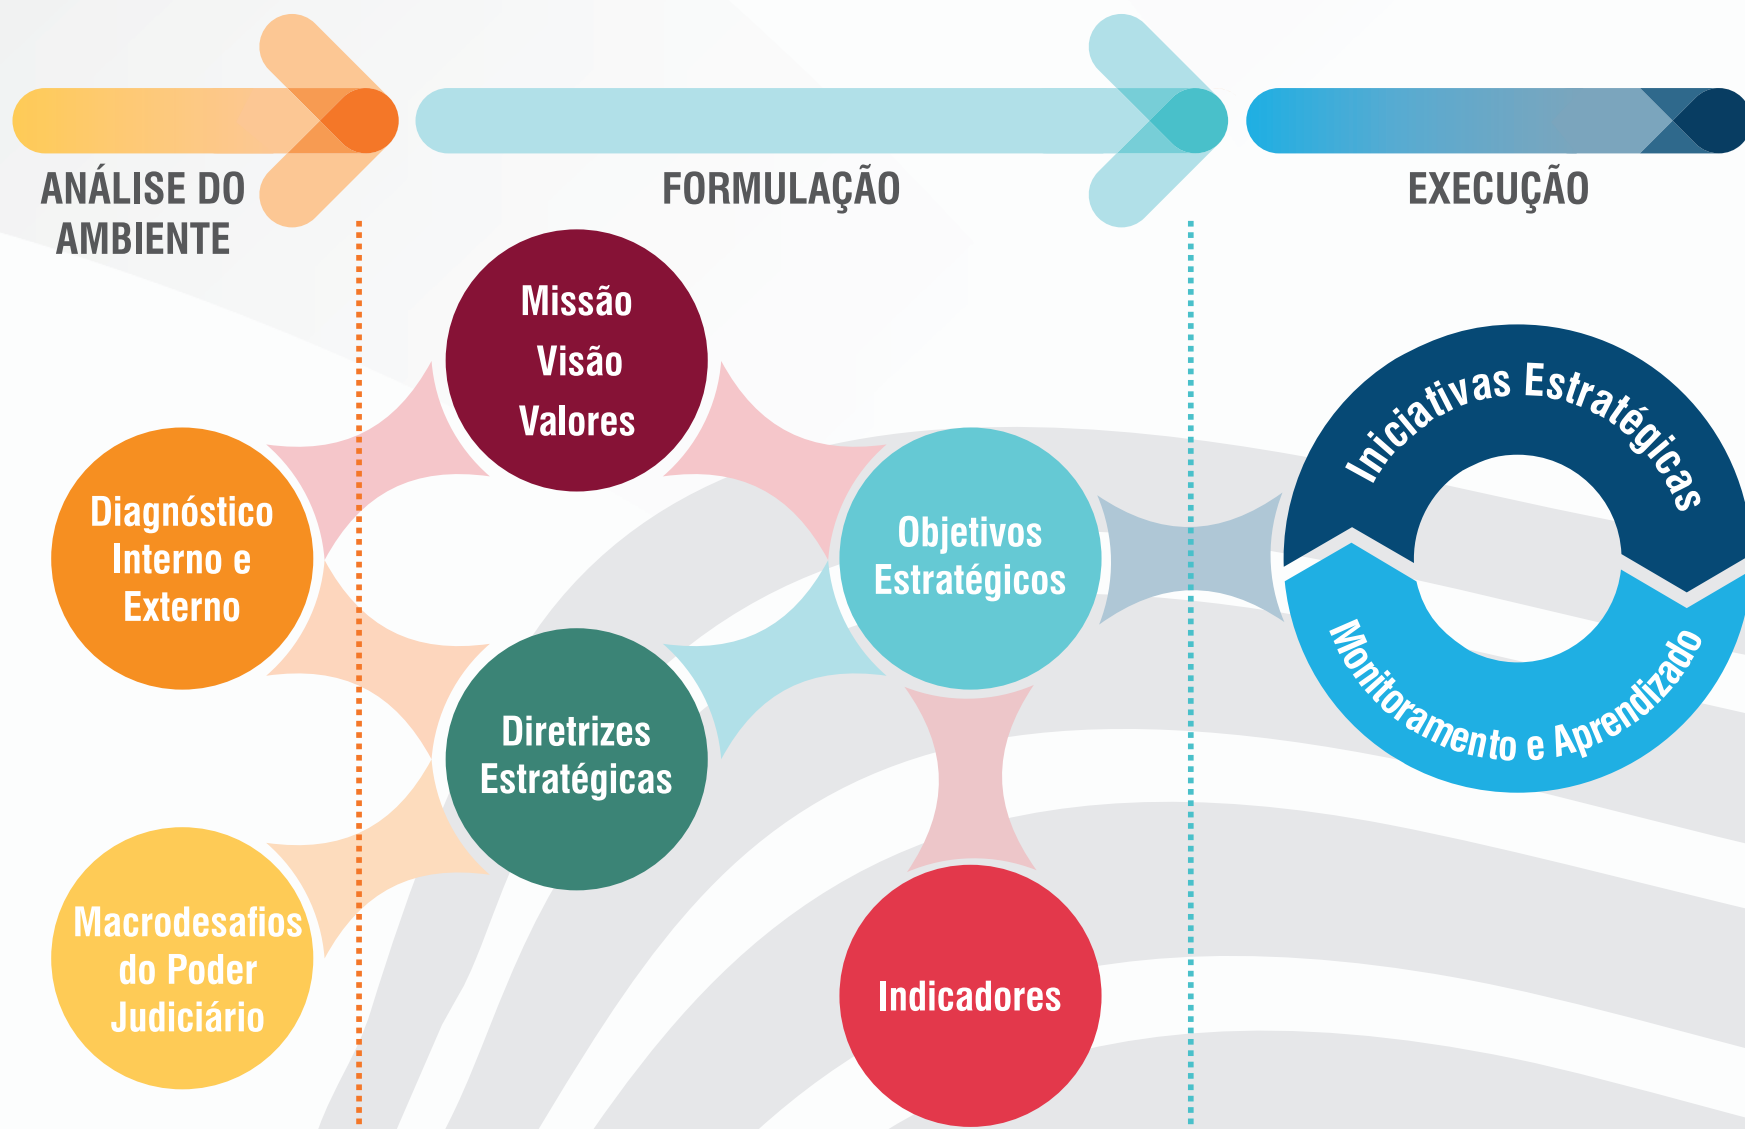 ANÁLISE DO
AMBIENTE
FORMULAÇÃO
EXECUÇÃO
Missão
Visão
Valores
Diagnóstico
Interno e
Externo
Objetivos
Estratégicos
Iniciativas Estratégicas
Monitoramento e Aprendizado
Diretrizes
Estratégicas
Macrodesafios
do Poder
Judiciário
Indicadores